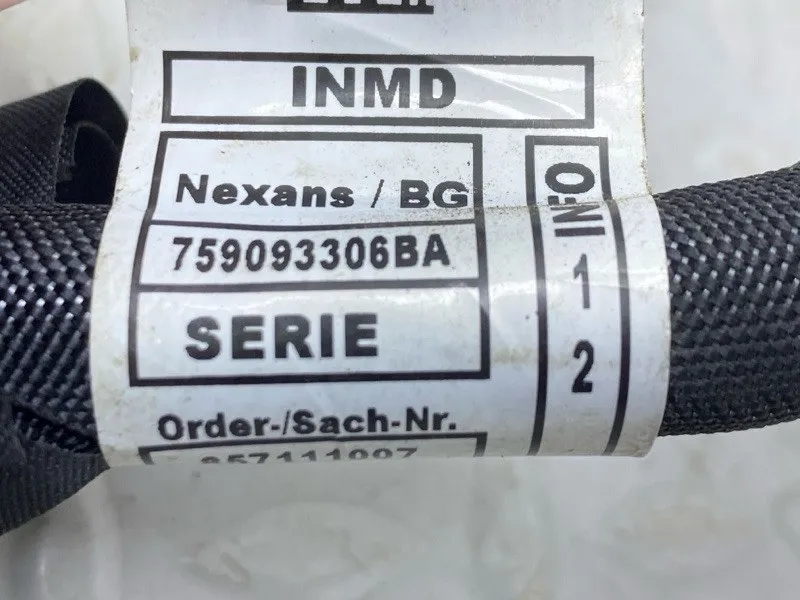 INMD
Nexans / BG
759093306BA
SERIE
INFO
1
2
Order-/Sach-Nr.